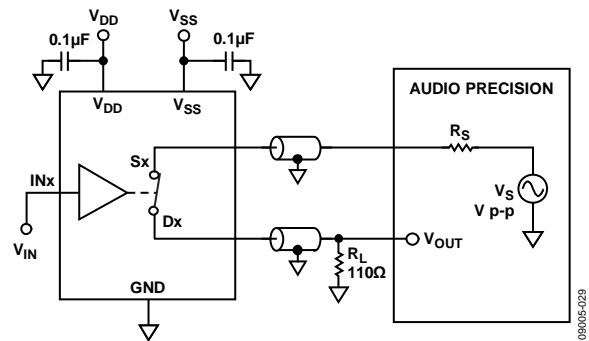 VDD
VSS
0.1µF
0.1µF
VDD
VSS
AUDIO PRECISION
RS
Sx
INx
VS
V p-p
Dx
VIN
VOUT
RL
110Ω
GND
09005-029